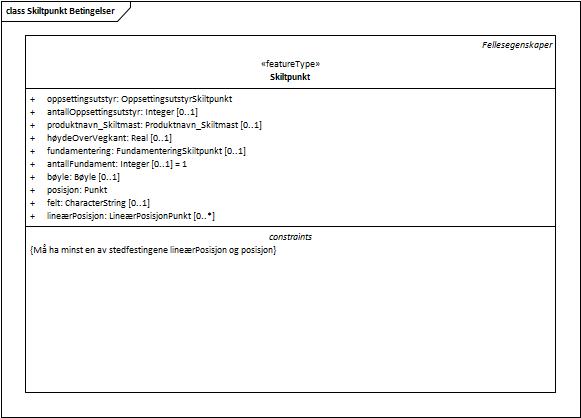 class Skiltpunkt Betingelser
Fellesegenskaper
«featureType»
Skiltpunkt
+ oppsettingsutstyr: OppsettingsutstyrSkiltpunkt
+ antallOppsettingsutstyr: Integer [0..1]
+ produktnavn_Skiltmast: Produktnavn_Skiltmast [0..1]
+ høydeOverVegkant: Real [0..1]
+ fundamentering: FundamenteringSkiltpunkt [0..1]
+ antallFundament: Integer [0..1] = 1
+ bøyle: Bøyle [0..1]
+ posisjon: Punkt
+ felt: CharacterString [0..1]
+ lineærPosisjon: LineærPosisjonPunkt [0..*]
constraints
{Må ha minst en av stedfestingene lineærPosisjon og posisjon}